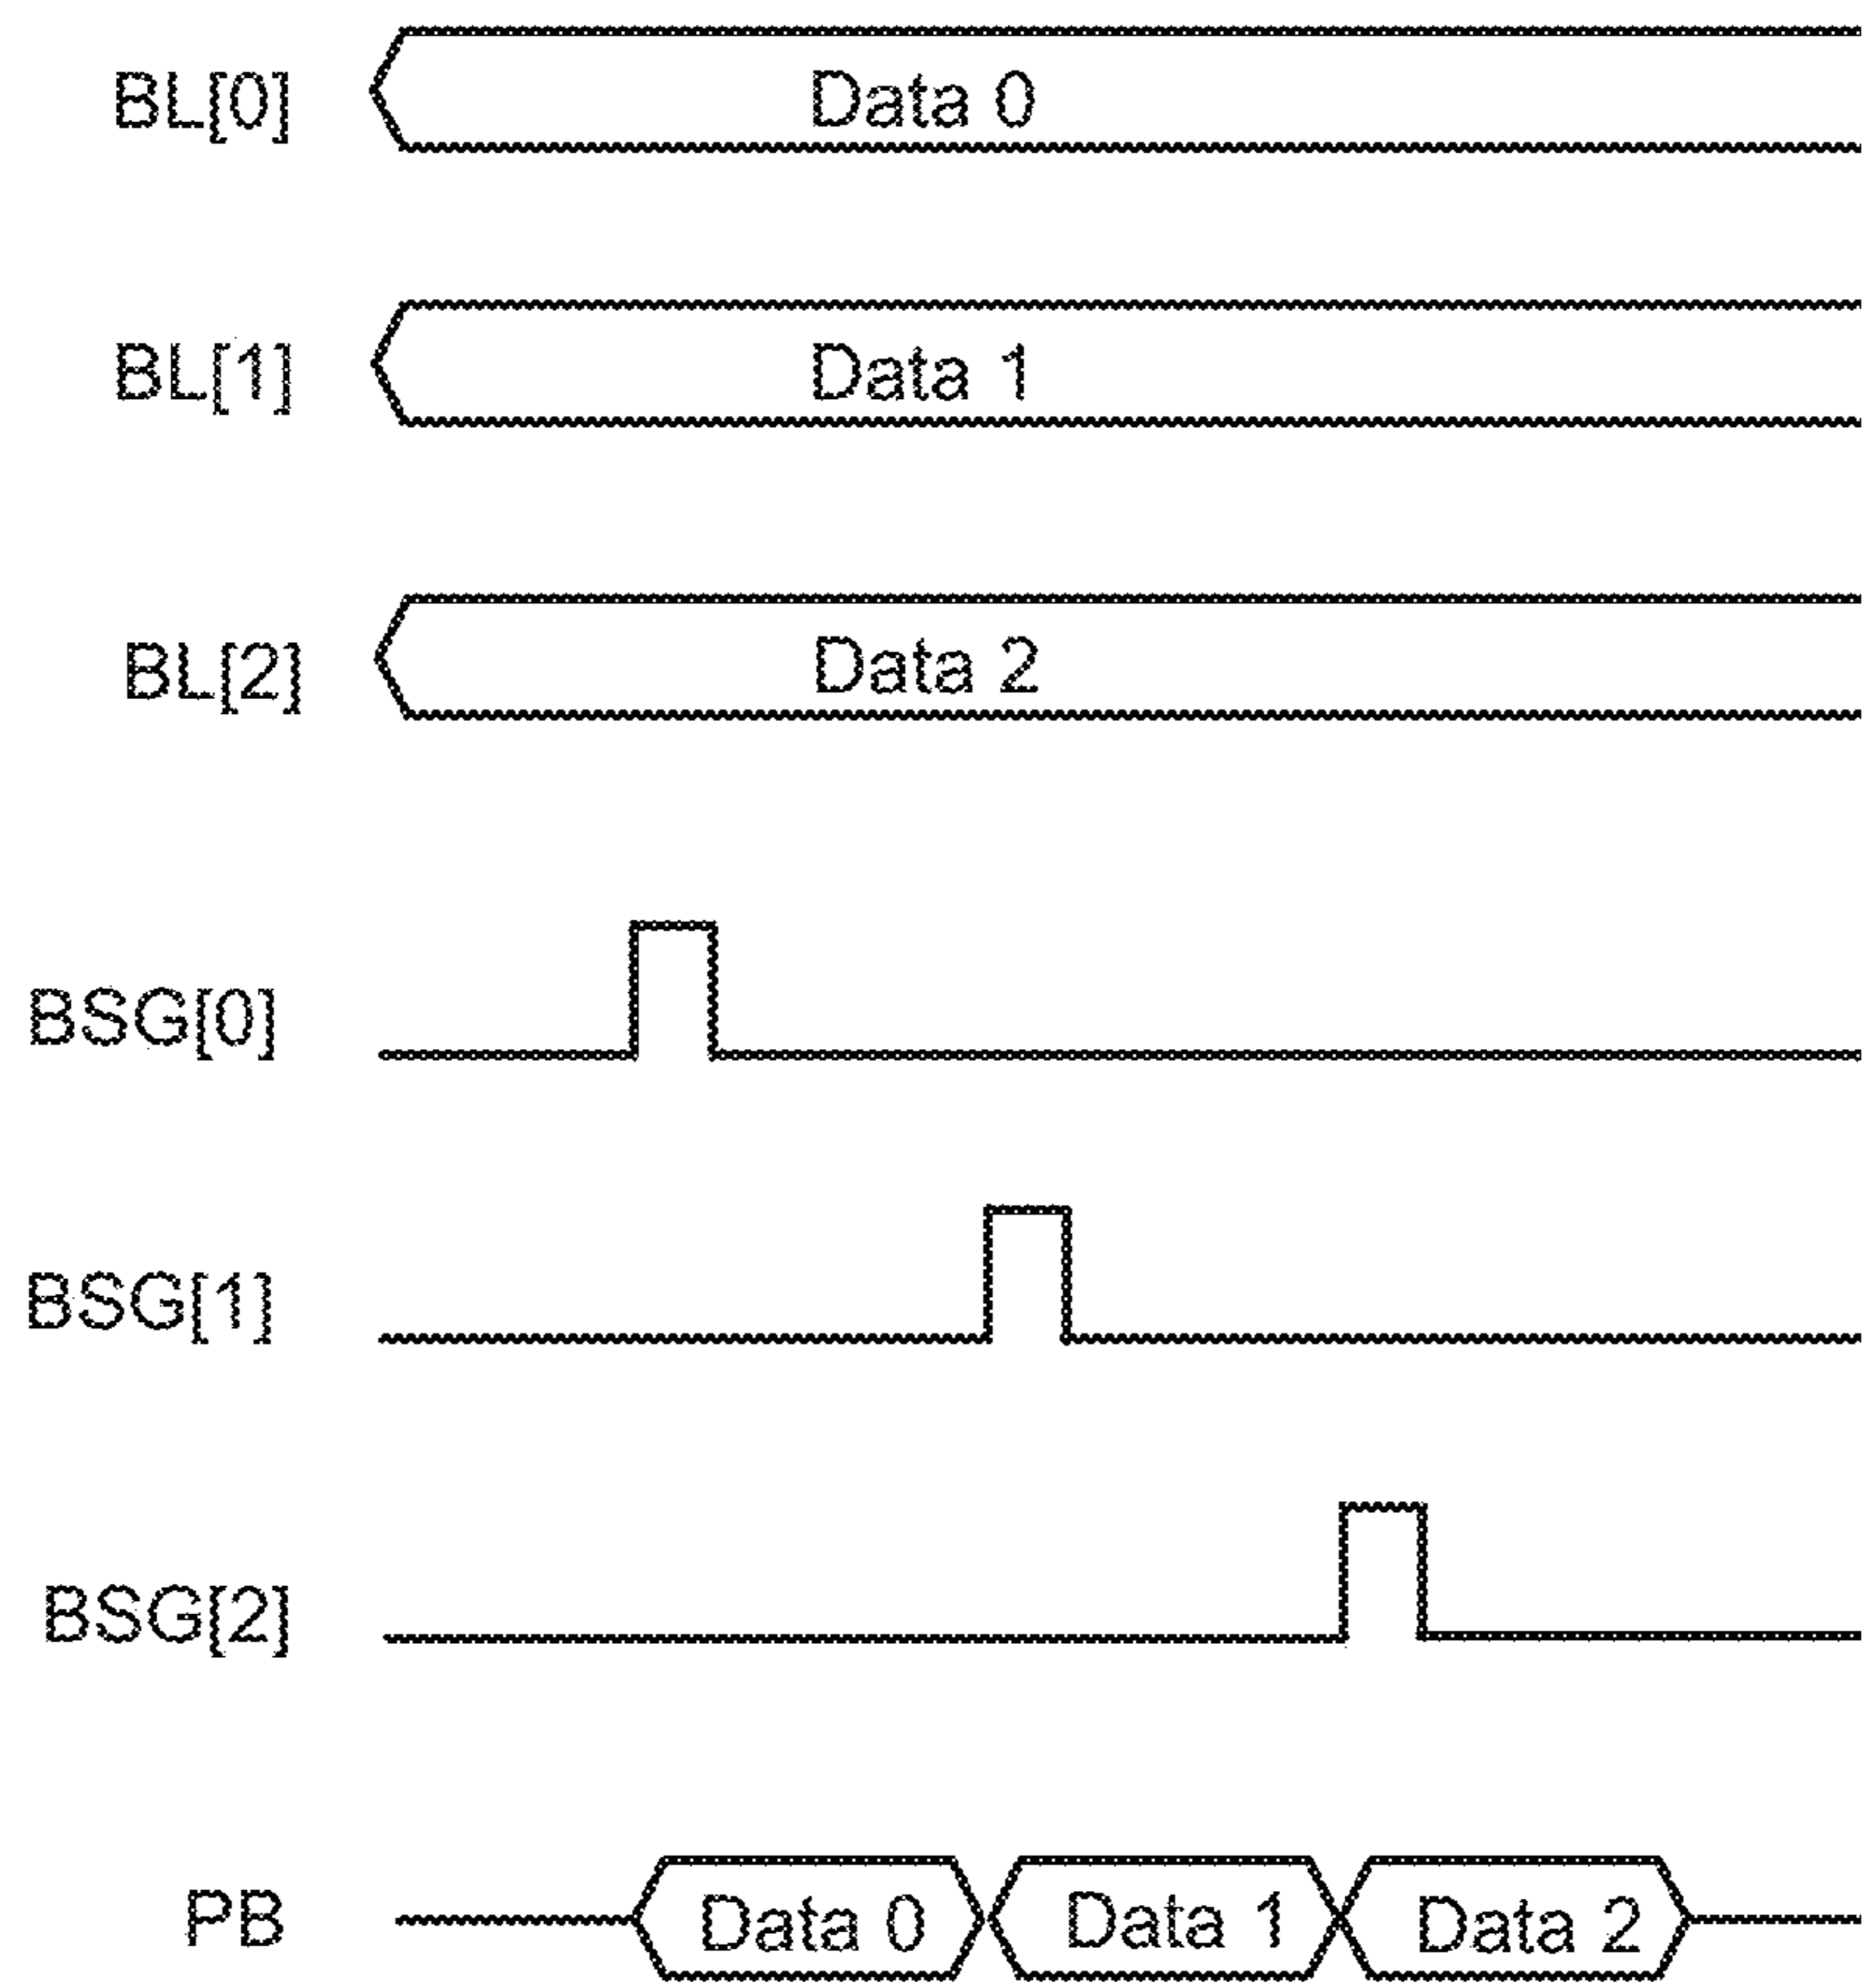 BL[0] Data 0
BL[1] Data 1
BL[2] Data 2
BSG[0]
BSG[1]
BSG[2]
PB Data 0 Data 1 Data 2